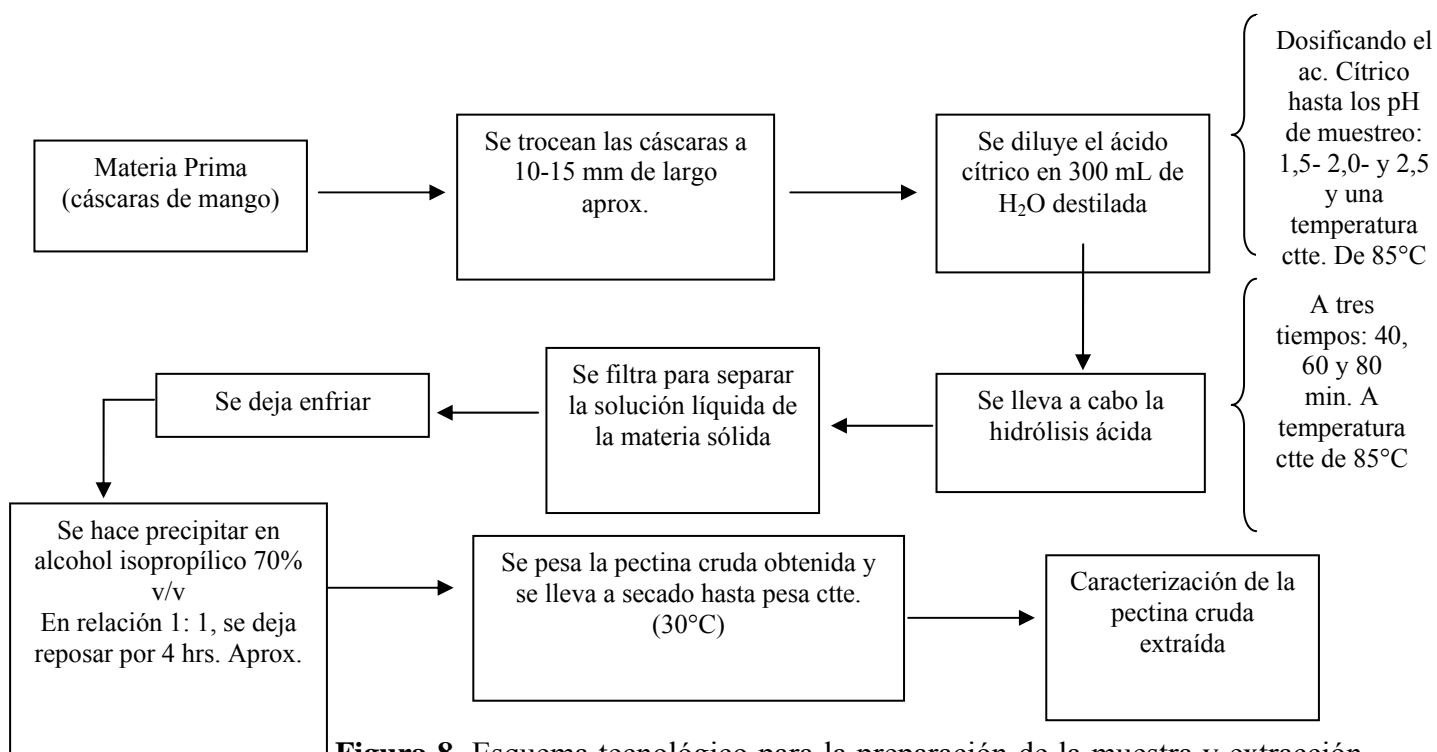 Materia Prima
(cáscaras de mango)
Se trocean las cáscaras a
10-15 mm de largo
aprox.
Se diluye el ácido
cítrico en 300 mL de
H₂O destilada
Dosificando el
ac. Cítrico
hasta los pH
de muestreo:
1,5- 2,0- y 2,5
y una
temperatura
ctte. De 85°C
A tres
tiempos: 40,
60 y 80
min. A
temperatura
ctte de 85°C
Se lleva a cabo la
hidrólisis ácida
Se filtra para separar
la solución líquida de
la materia sólida
Se deja enfriar
Se hace precipitar en
alcohol isopropílico 70%
v/v
En relación 1: 1, se deja
reposar por 4 hrs. Aprox.
Se pesa la pectina cruda obtenida y
se lleva a secado hasta pesa ctte.
(30°C)
Caracterización de la
pectina cruda
extraída
Figura 8. Esquema tecnológico para la preparación de la muestra y extracción